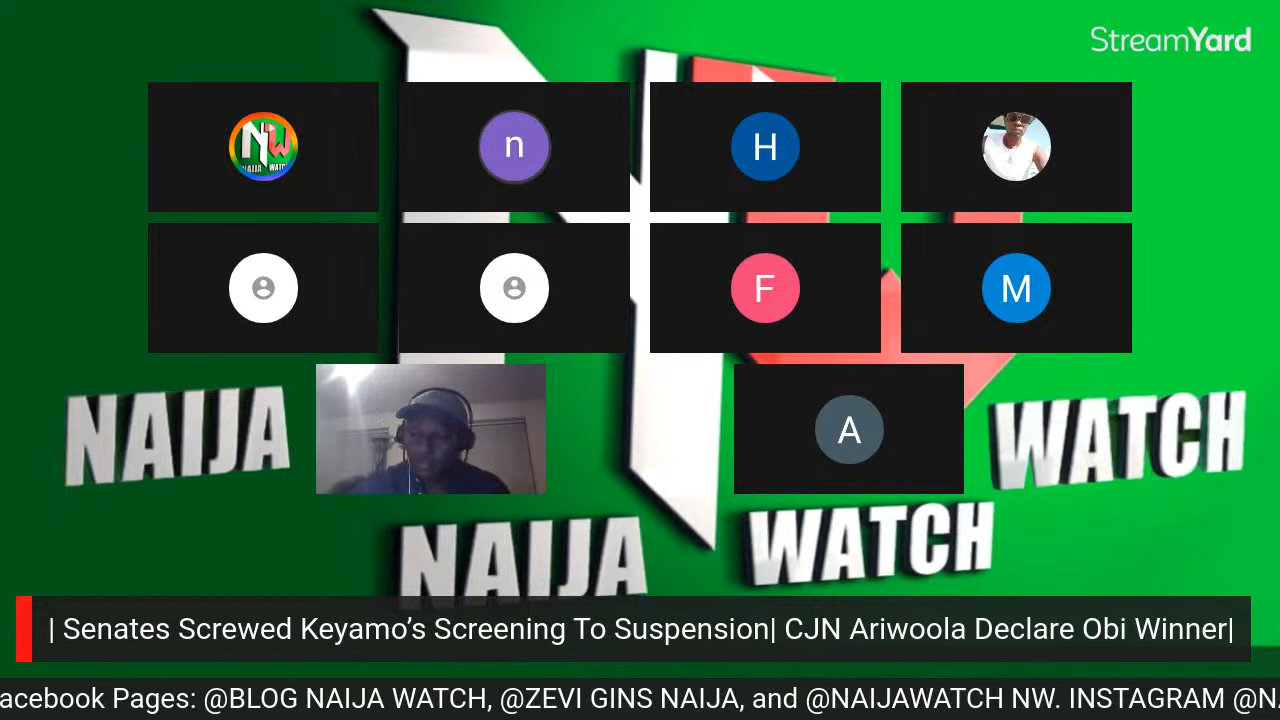 StreamYard
n
H
F
M
A
NAIJA WATCH
NAIJA WATCH
| Senates Screwed Keyamo’s Screening To Suspension| CJN Ariwoola Declare Obi Winner|
acebook Pages: @BLOG NAIJA WATCH, @ZEVI GINS NAIJA, and @NAIJAWATCH NW. INSTAGRAM @NA